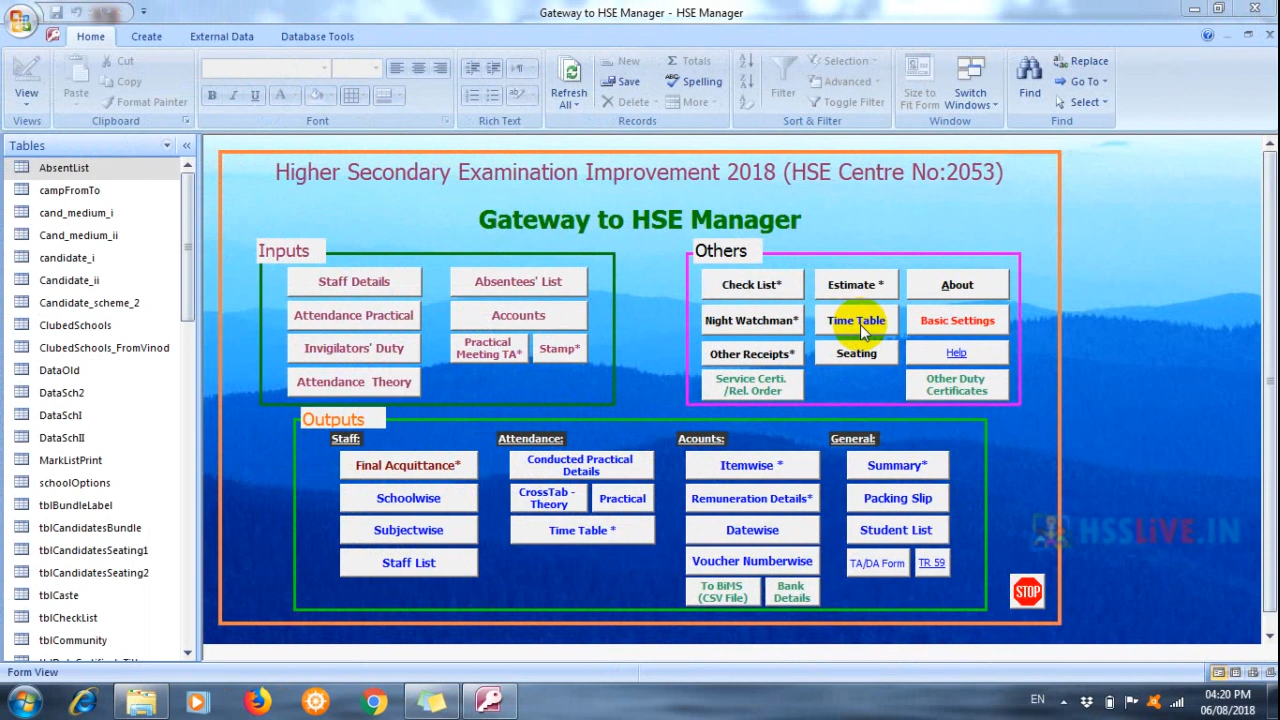 Gateway to HSE Manager - HSE Manager
Home Create External Data Database Tools
View
Views
Paste
Cut
Copy
Format Painter
Clipboard
B I U A
Font
Rich Text
Refresh
All
New
Save
Delete
Totals
Spelling
More
Records
Filter
Selection
Advanced
Toggle Filter
Sort & Filter
Size to
Fit Form
Switch
Windows
Window
Find
Replace
Go To
Select
Find
Tables
AbsentList
campFromTo
cand_medium_i
Cand_medium_ii
candidate_i
Candidate_ii
Candidate_scheme_2
ClubedSchools
ClubedSchools_FromVinod
DataOld
DataSch2
DataSchI
DataSchII
MarkListPrint
schoolOptions
tblBundleLabel
tblCandidatesBundle
tblCandidatesSeating1
tblCandidatesSeating2
tblCaste
tblCheckList
tblCommunity
Higher Secondary Examination Improvement 2018 (HSE Centre No:2053)
Gateway to HSE Manager
Inputs
Staff Details
Absentees' List
Attendance Practical
Accounts
Invigilators' Duty
Practical
Meeting TA*
Stamp*
Attendance Theory
Others
Check List*
Estimate *
About
Night Watchman*
Time Table
Basic Settings
Other Receipts*
Seating
Help
Service Certi.
/Rel. Order
Other Duty
Certificates
Outputs
Staff:
Final Acquittance*
Schoolwise
Subjectwise
Staff List
Attendance:
Conducted Practical
Details
CrossTab -
Theory
Practical
Time Table *
Acounts:
Itemwise *
Remuneration Details*
Datewise
Voucher Numberwise
To BiMS
(CSV File)
Bank
Details
General:
Summary*
Packing Slip
Student List
TA/DA Form
TR 59
HSSLiVE.IN
STOP
Form View
EN
04:20 PM
06/08/2018